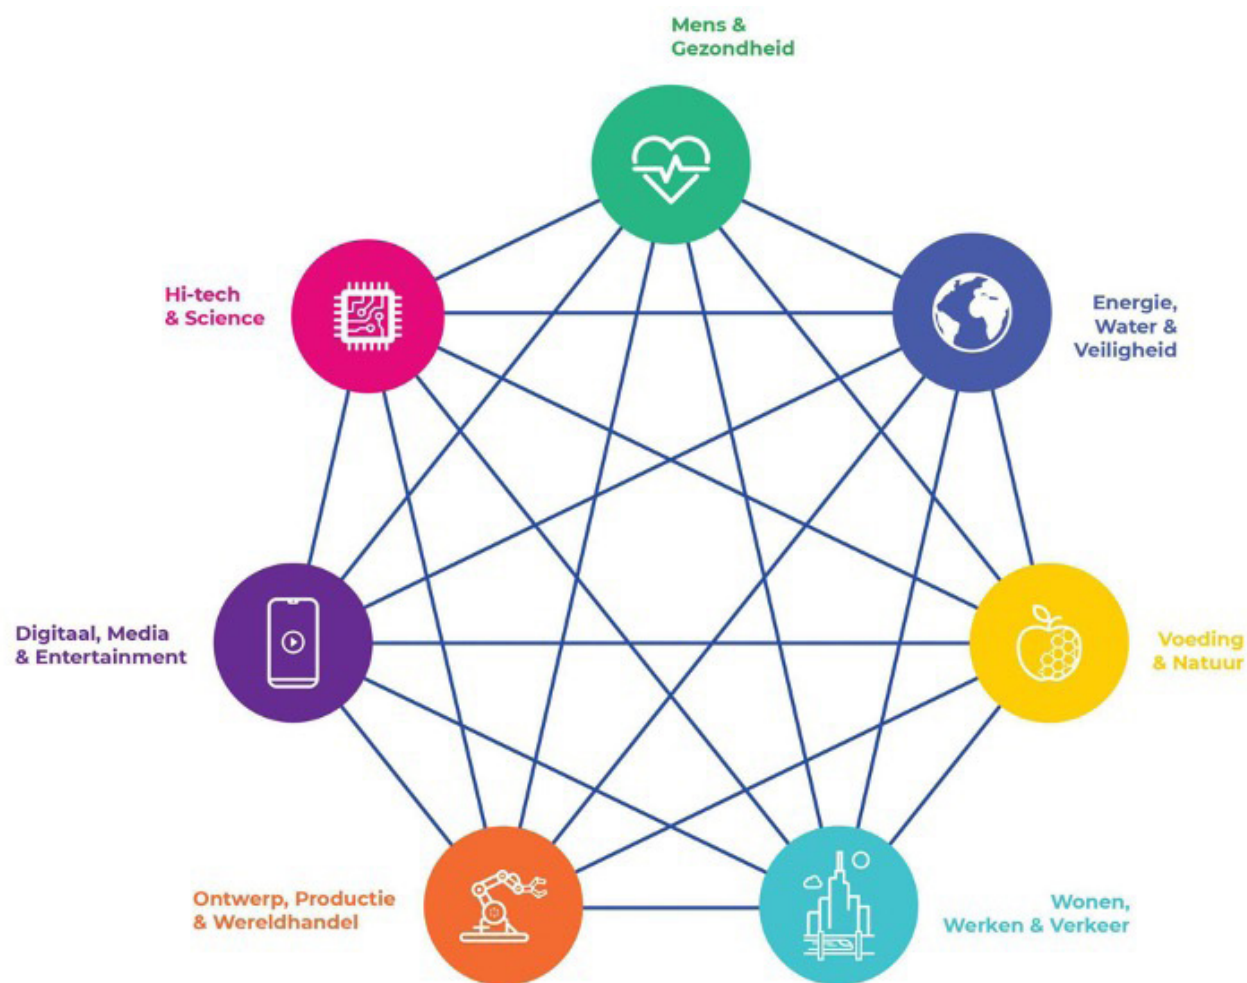 Mens &
Gezondheid
Hi-tech
& Science
Energie,
Water &
Veiligheid
Digitaal, Media
& Entertainment
Voeding
& Natuur
Ontwerp, Productie
& Wereldhandel
Wonen,
Werken & Verkeer